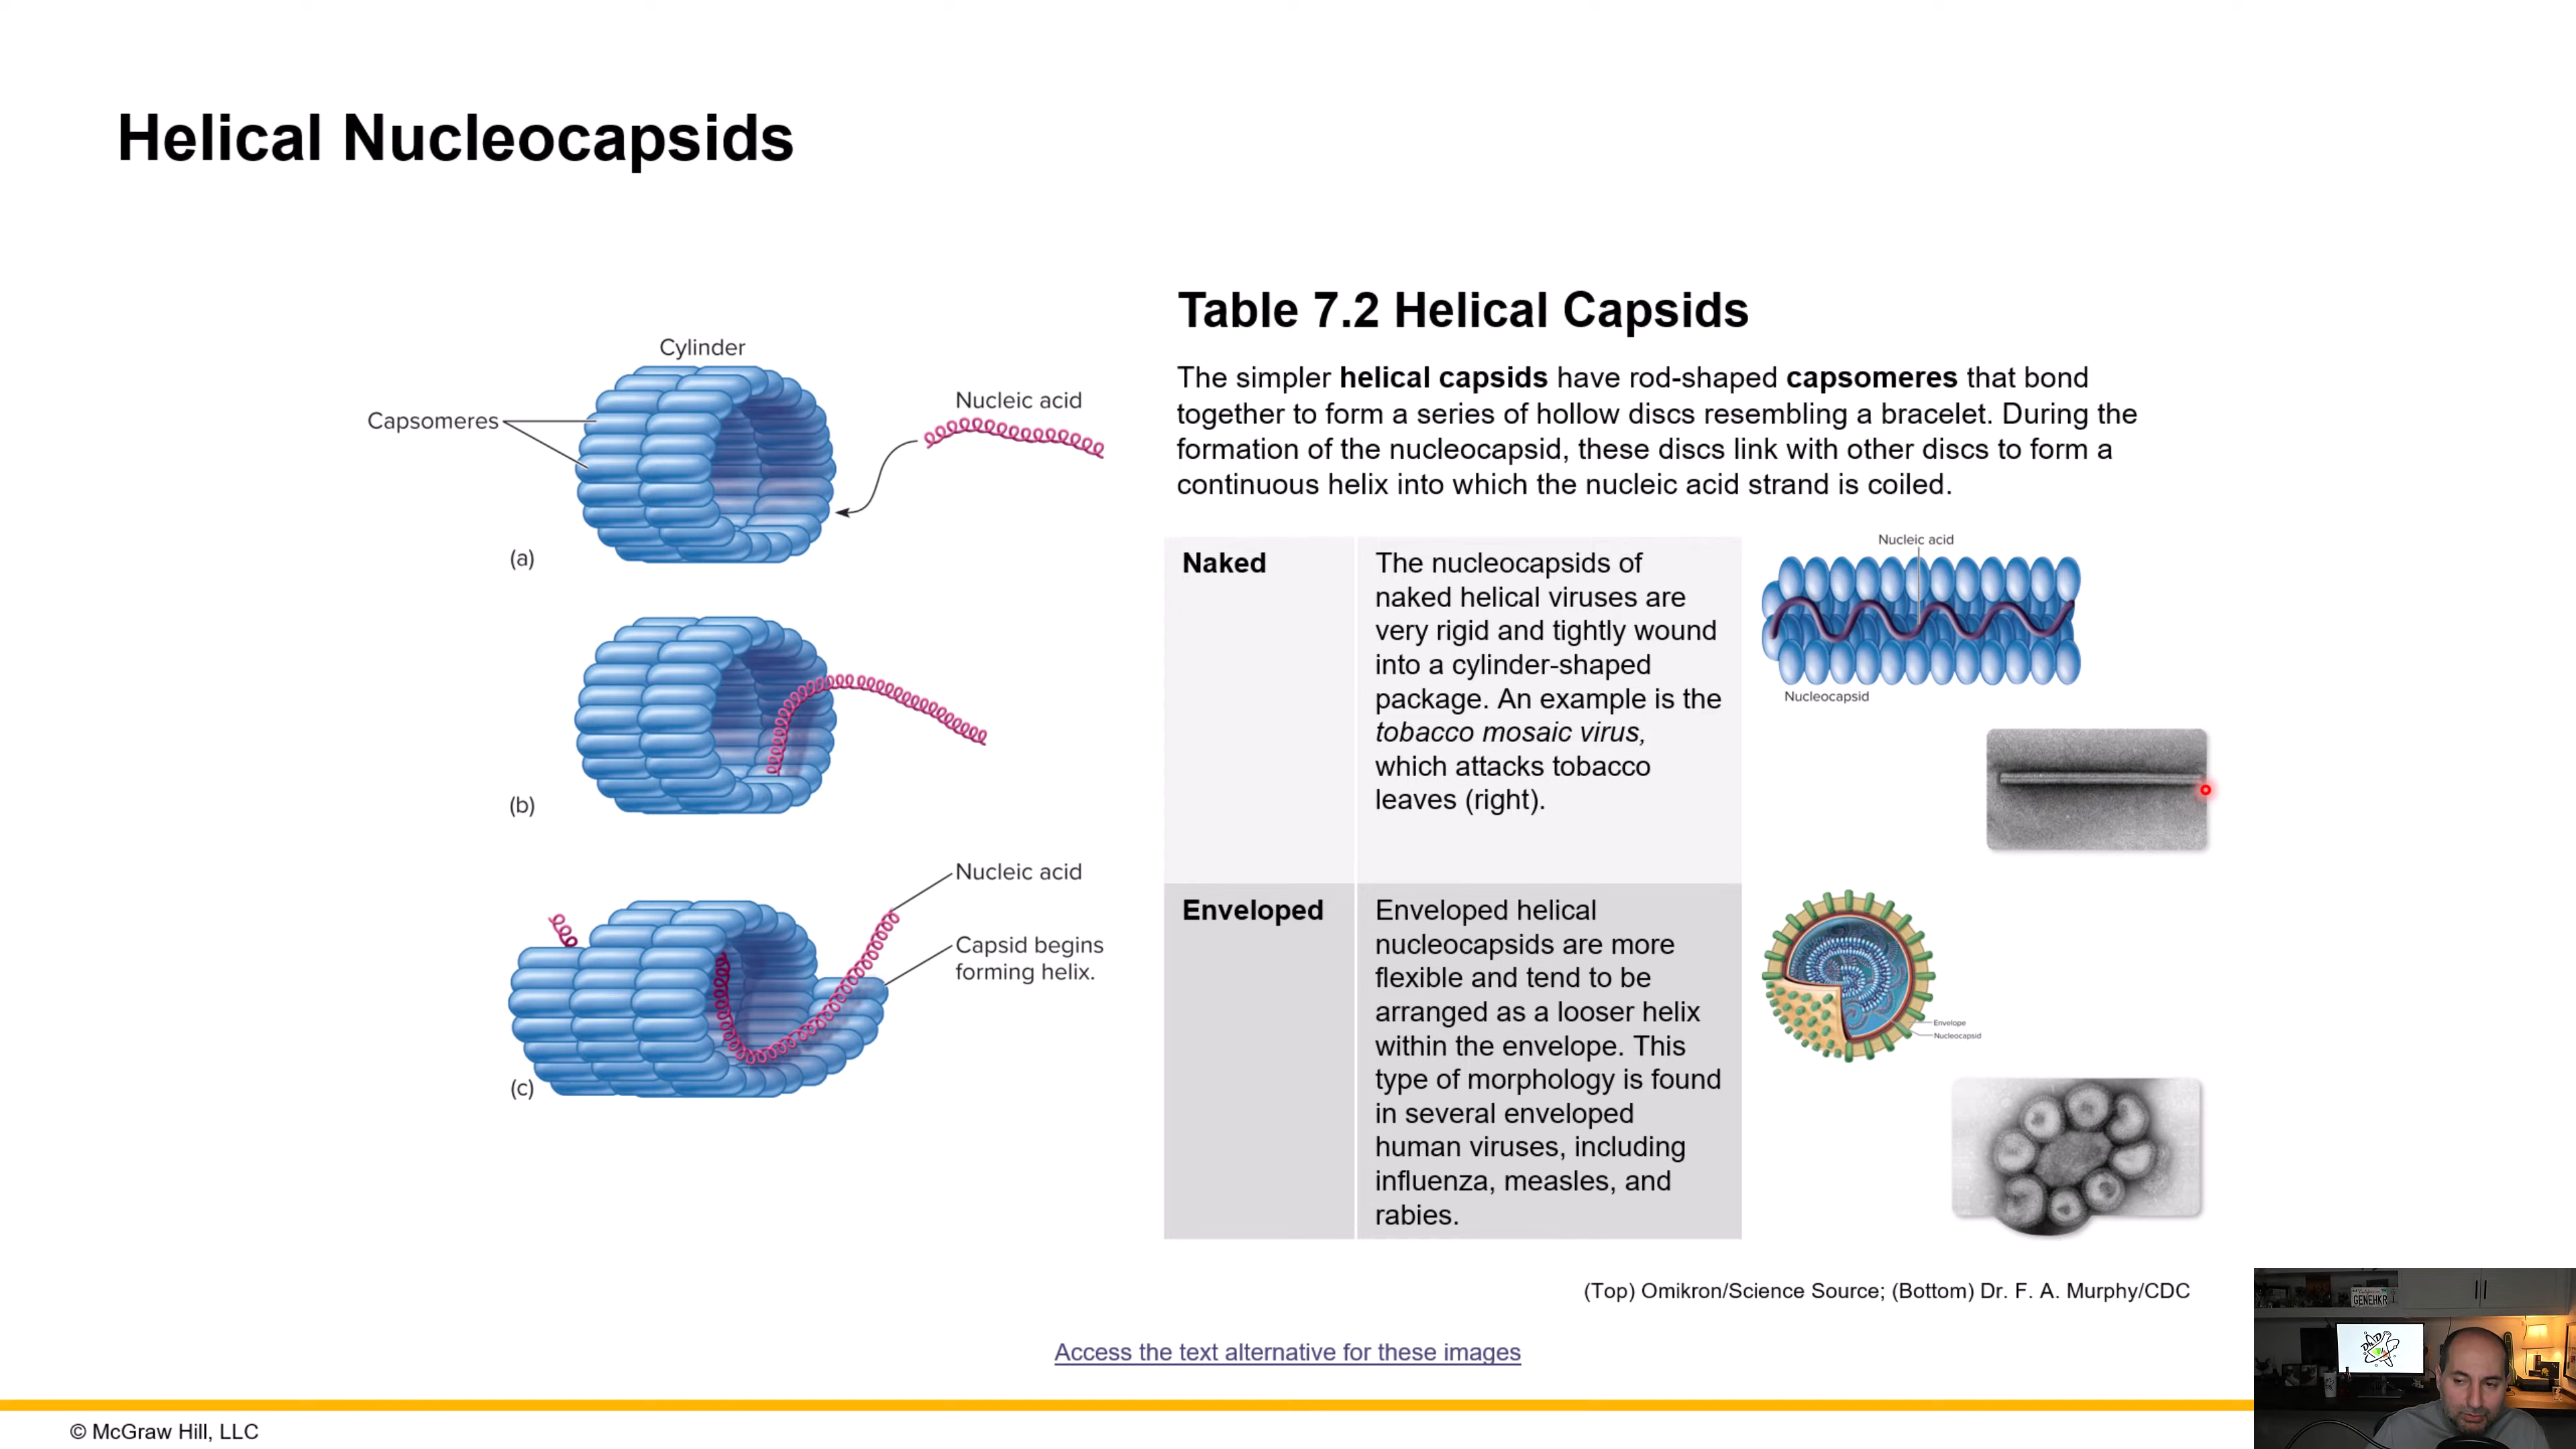 Helical Nucleocapsids
Cylinder
Capsomeres
Nucleic acid
(a)
(b)
Nucleic acid
Capsid begins
forming helix.
(c)
Table 7.2 Helical Capsids
The simpler helical capsids have rod-shaped capsomeres that bond
together to form a series of hollow discs resembling a bracelet. During the
formation of the nucleocapsid, these discs link with other discs to form a
continuous helix into which the nucleic acid strand is coiled.
Naked
The nucleocapsids of
naked helical viruses are
very rigid and tightly wound
into a cylinder-shaped
package. An example is the
tobacco mosaic virus,
which attacks tobacco
leaves (right).
Nucleic acid
Nucleocapsid
Enveloped
Enveloped helical
nucleocapsids are more
flexible and tend to be
arranged as a looser helix
within the envelope. This
type of morphology is found
in several enveloped
human viruses, including
influenza, measles, and
rabies.
Envelope
Nucleocapsid
(Top) Omikron/Science Source; (Bottom) Dr. F. A. Murphy/CDC
Access the text alternative for these images
© McGraw Hill, LLC
GENEHKR